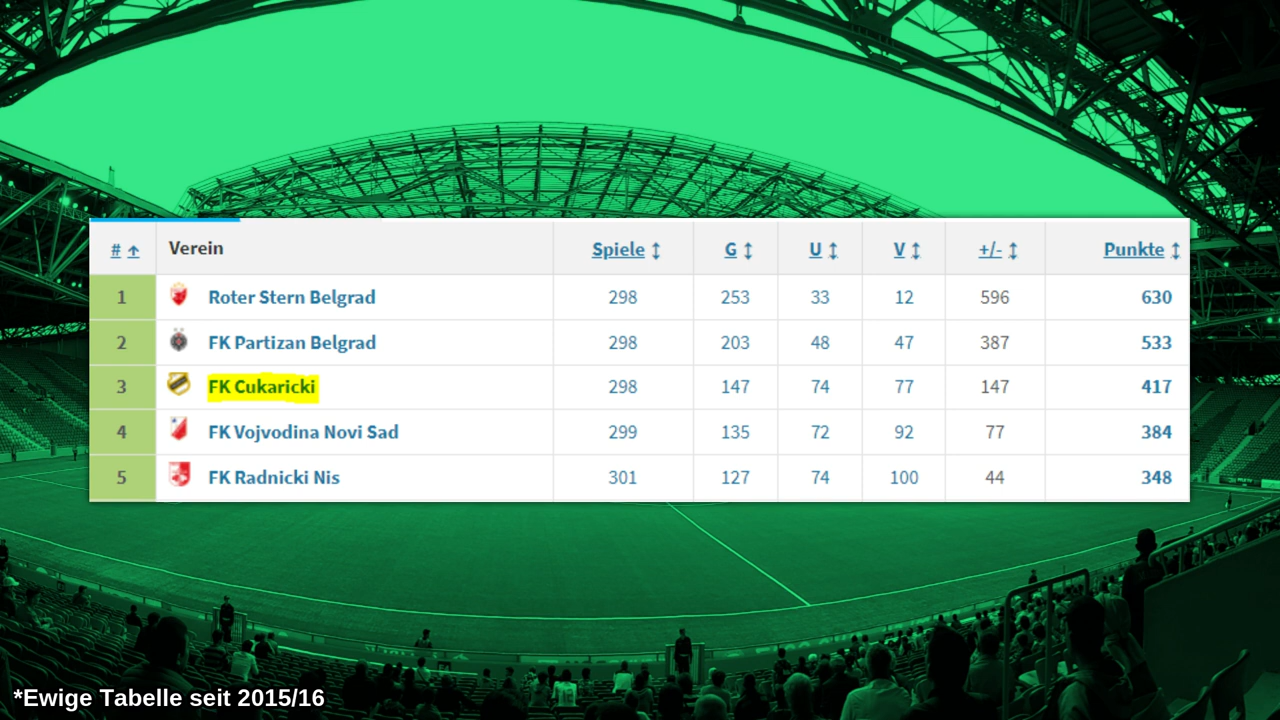 # ↑ Verein Spiele ↕ G ↕ U ↕ V ↕ +/- ↕ Punkte ↕
1 Roter Stern Belgrad 298 253 33 12 596 630
2 FK Partizan Belgrad 298 203 48 47 387 533
3 FK Cukaricki 298 147 74 77 147 417
4 FK Vojvodina Novi Sad 299 135 72 92 77 384
5 FK Radnicki Nis 301 127 74 100 44 348
*Ewige Tabelle seit 2015/16